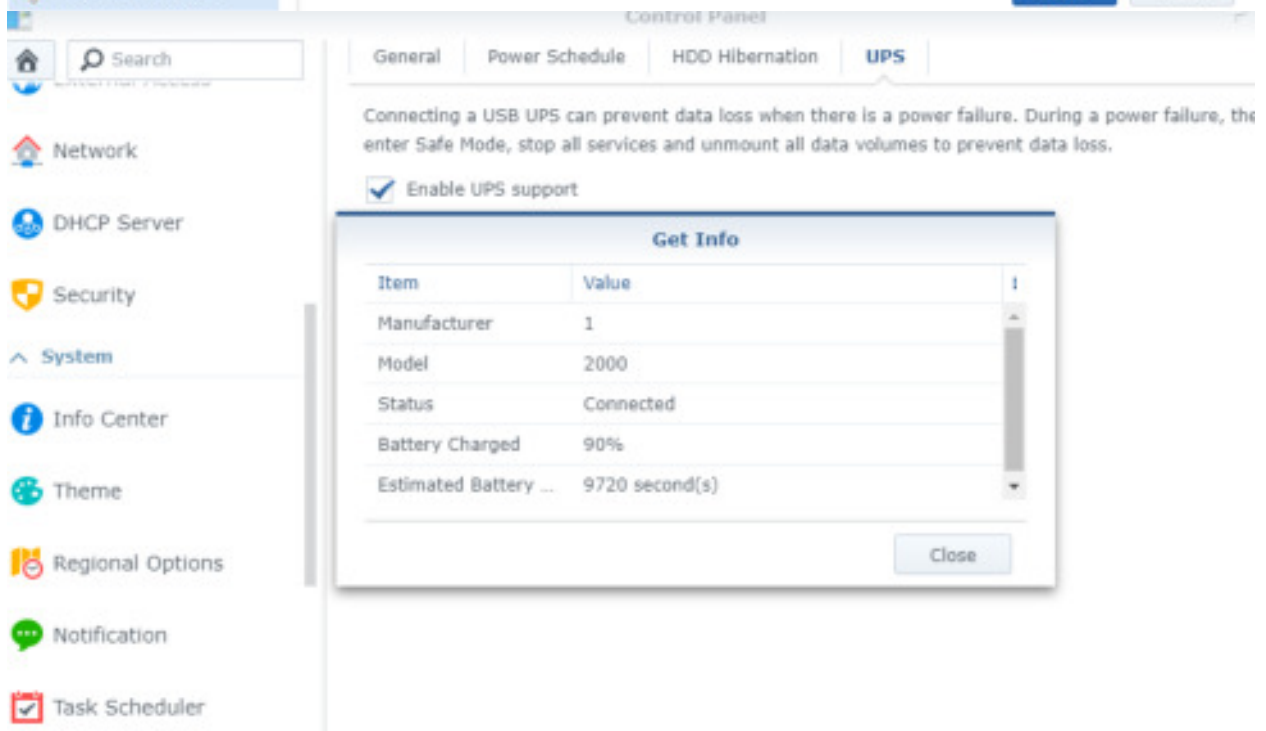 Control Panel
Search
General Power Schedule HDD Hibernation UPS
External Access
Connecting a USB UPS can prevent data loss when there is a power failure. During a power failure, the
enter Safe Mode, stop all services and unmount all data volumes to prevent data loss.
Enable UPS support
Network
DHCP Server
Security
System
Info Center
Theme
Regional Options
Notification
Task Scheduler
Get Info
Item Value
Manufacturer 1
Model 2000
Status Connected
Battery Charged 90%
Estimated Battery ... 9720 second(s)
Close